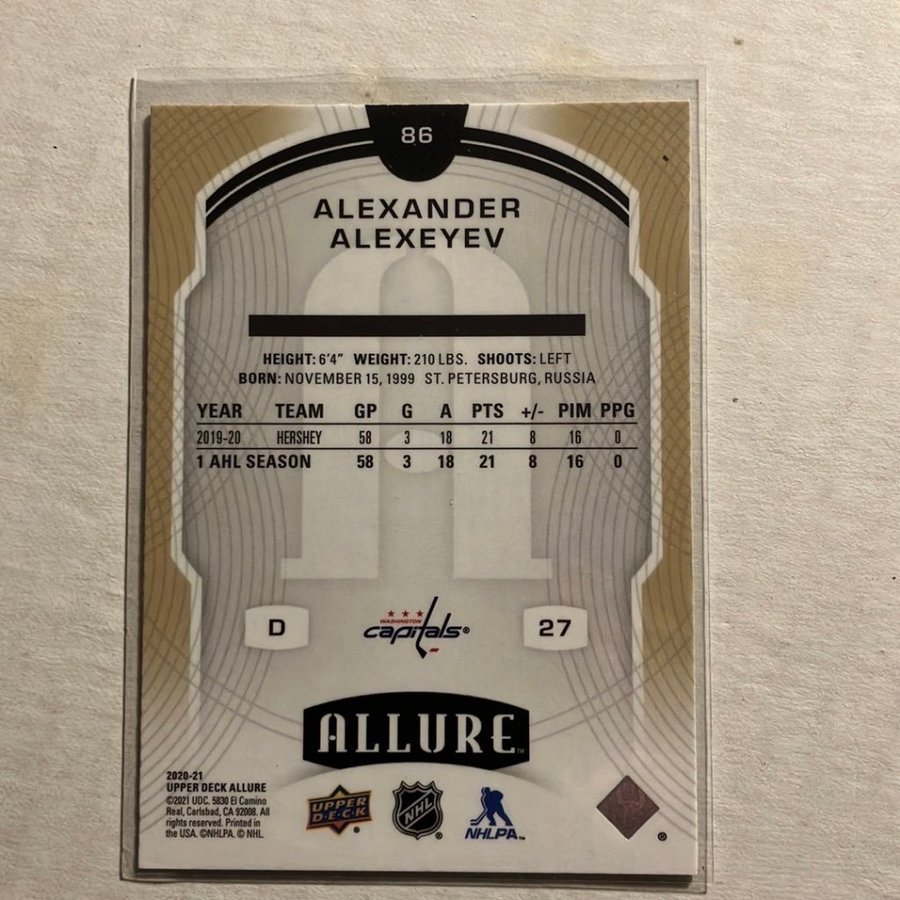 86
ALEXANDER
ALEXEYEV
HEIGHT: 6'4" WEIGHT: 210 LBS. SHOOTS: LEFT
BORN: NOVEMBER 15, 1999 ST. PETERSBURG, RUSSIA
YEAR TEAM GP G A PTS +/- PIM PPG
2019-20 HERSHEY 58 3 18 21 8 16 0
1 AHL SEASON 58 3 18 21 8 16 0
D
WASHINGTON
capitals®
27
ALLURE™
2020-21
UPPER DECK ALLURE
©2021 UDC. 5830 El Camino
Real, Carlsbad, CA 92008. All
rights reserved. Printed in
the USA. ©NHLPA. © NHL.
UPPER
D·E·C·K
®
NHL
®
NHLPA™
®